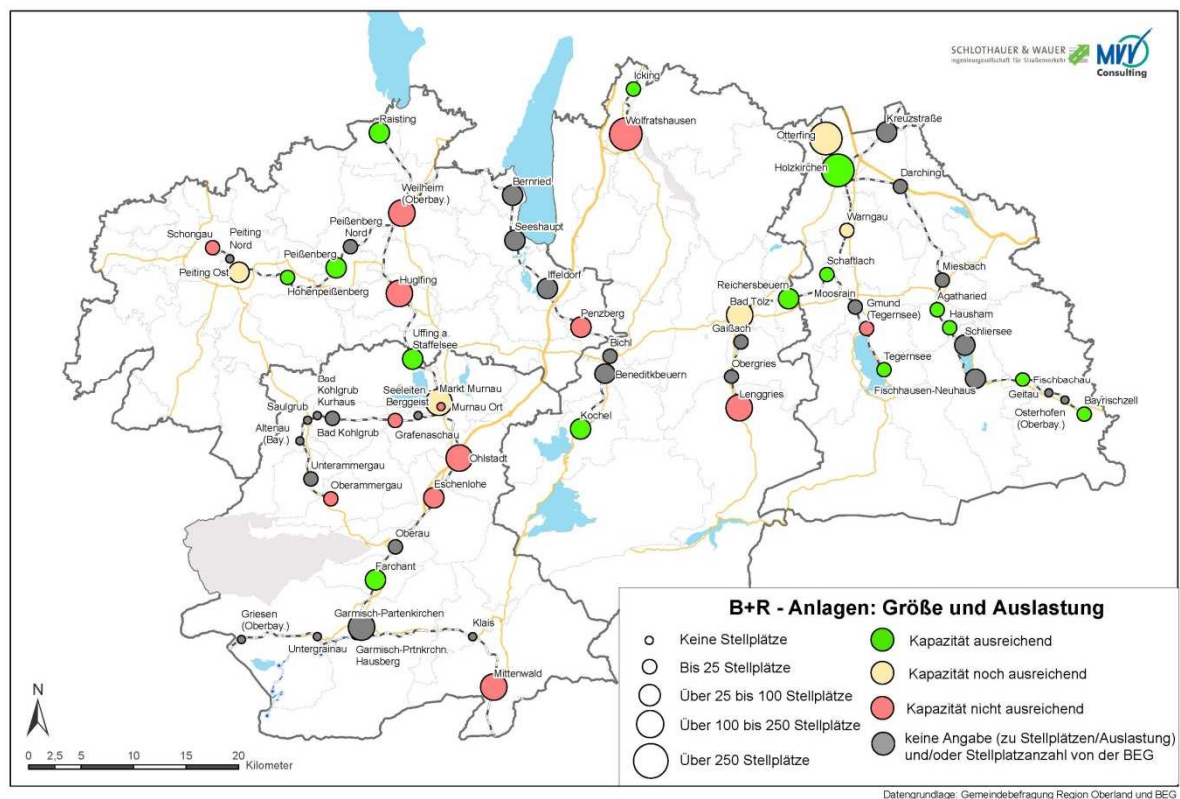 SCHLOTHAUER & WAUER
Ingenieurgesellschaft für Straßenverkehr
MVV
Consulting
Icking
Wolfratshausen
Raisting
Otterfing
Kreuzstraße
Holzkirchen
Darching
Weilheim
(Oberbay.)
Bernried
Seeshaupt
Warngau
Schongau
Peiting
Nord
Peißenberg
Nord
Peißenberg
Peiting Ost
Hohenpeißenberg
Huglfing
Iffeldorf
Penzberg
Schaftlach
Reichersbeuern
Moosrain
Bad Tölz
Gmund
(Tegernsee)
Miesbach
Agatharied
Hausham
Schliersee
Uffing a.
Staffelsee
Bichl
Gaißach
Beneditkbeuern
Obergries
Tegernsee
Fischhausen-Neuhaus
Fischbachau
Geitau
Bayrischzell
Osterhofen
(Oberbay.)
Bad
Kohlgrub
Kurhaus
Seeleiten
Berggeist
Markt Murnau
Murnau Ort
Lenggries
Saulgrub
Altenau
(Bay.)
Bad Kohlgrub
Grafenaschau
Kochel
Ohlstadt
Unterammergau
Oberammergau
Eschenlohe
Oberau
Farchant
Griesen
(Oberbay.)
Garmisch-Partenkirchen
Klais
Untergrainau
Garmisch-Prtnkrchn.
Hausberg
Mittenwald
B+R - Anlagen: Größe und Auslastung
Keine Stellplätze
Bis 25 Stellplätze
Über 25 bis 100 Stellplätze
Über 100 bis 250 Stellplätze
Über 250 Stellplätze
Kapazität ausreichend
Kapazität noch ausreichend
Kapazität nicht ausreichend
keine Angabe (zu Stellplätzen/Auslastung)
und/oder Stellplatzanzahl von der BEG
N
0 2,5 5 10 15 20
Kilometer
Datengrundlage: Gemeindebefragung Region Oberland und BEG